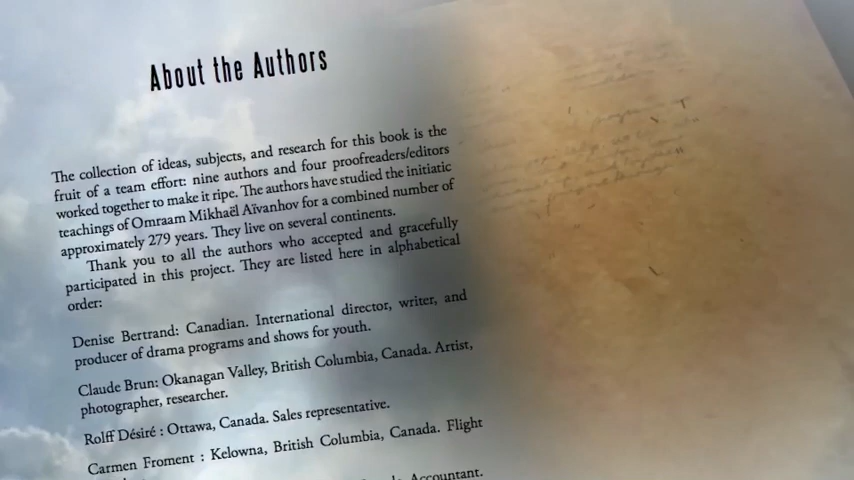 About the Authors
The collection of ideas, subjects, and research for this book is the
fruit of a team effort: nine authors and four proofreaders/editors
worked together to make it ripe. The authors have studied the initiatic
teachings of Omraam Mikhaël Aïvanhov for a combined number of
approximately 279 years. They live on several continents.
Thank you to all the authors who accepted and gracefully
participated in this project. They are listed here in alphabetical
order:
Denise Bertrand: Canadian. International director, writer, and
producer of drama programs and shows for youth.
Claude Brun: Okanagan Valley, British Columbia, Canada. Artist,
photographer, researcher.
Rolff Désiré : Ottawa, Canada. Sales representative.
Carmen Froment : Kelowna, British Columbia, Canada. Flight
Accountant.